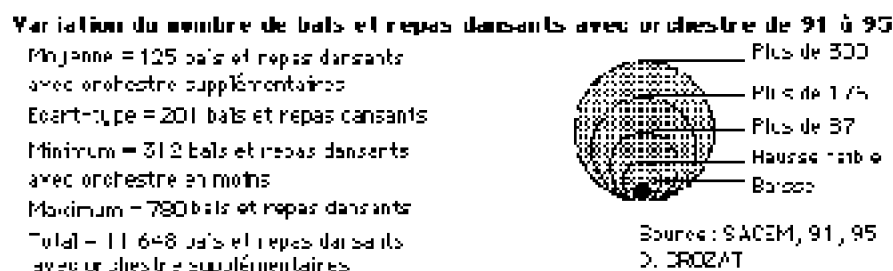 Variation du nombre de bals et repas dansants avec orchestre de 91 à 95
Moyenne = 125 bals et repas dansants
avec orchestre supplémentaires
Ecart-type = 201 bals et repas dansants
Minimum = 312 bals et repas dansants
avec orchestre en moins
Maximum = 780 bals et repas dansants
Total = 11 648 bals et repas dansants
avec orchestre supplémentaires
Plus de 300
Plus de 175
Plus de 87
Hausse faible
Baisse
Source : SACEM, 91, 95
D. CROZAT